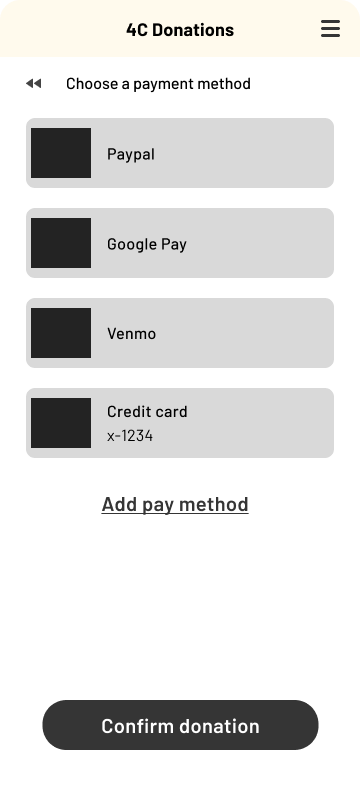 4C Donations
Choose a payment method
Paypal
Google Pay
Venmo
Credit card
x-1234
Add pay method
Confirm donation